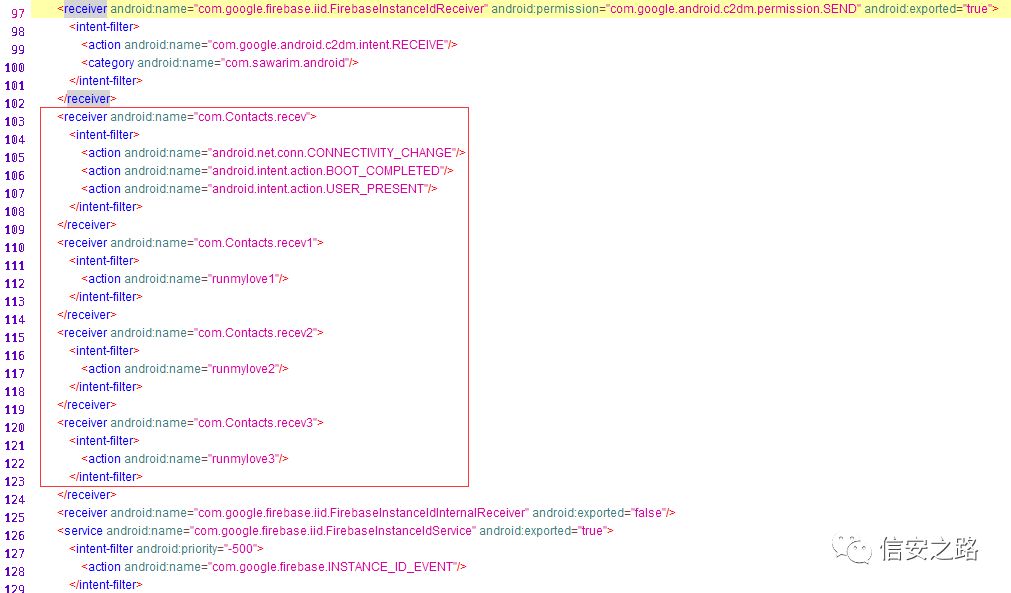 97 <receiver android:name="com.google.firebase.iid.FirebaseInstanceIdReceiver" android:permission="com.google.android.c2dm.permission.SEND" android:exported="true">
98 <intent-filter>
99 <action android:name="com.google.android.c2dm.intent.RECEIVE"/>
100 <category android:name="com.sawarim.android"/>
101 </intent-filter>
102 </receiver>
103 <receiver android:name="com.Contacts.recev">
104 <intent-filter>
105 <action android:name="android.net.conn.CONNECTIVITY_CHANGE"/>
106 <action android:name="android.intent.action.BOOT_COMPLETED"/>
107 <action android:name="android.intent.action.USER_PRESENT"/>
108 </intent-filter>
109 </receiver>
110 <receiver android:name="com.Contacts.recev1">
111 <intent-filter>
112 <action android:name="runmylove1"/>
113 </intent-filter>
114 </receiver>
115 <receiver android:name="com.Contacts.recev2">
116 <intent-filter>
117 <action android:name="runmylove2"/>
118 </intent-filter>
119 </receiver>
120 <receiver android:name="com.Contacts.recev3">
121 <intent-filter>
122 <action android:name="runmylove3"/>
123 </intent-filter>
124 </receiver>
125 <receiver android:name="com.google.firebase.iid.FirebaseInstanceIdInternalReceiver" android:exported="false"/>
126 <service android:name="com.google.firebase.iid.FirebaseInstanceIdService" android:exported="true">
127 <intent-filter android:priority="-500">
128 <action android:name="com.google.firebase.INSTANCE_ID_EVENT"/>
129 </intent-filter>
信安之路